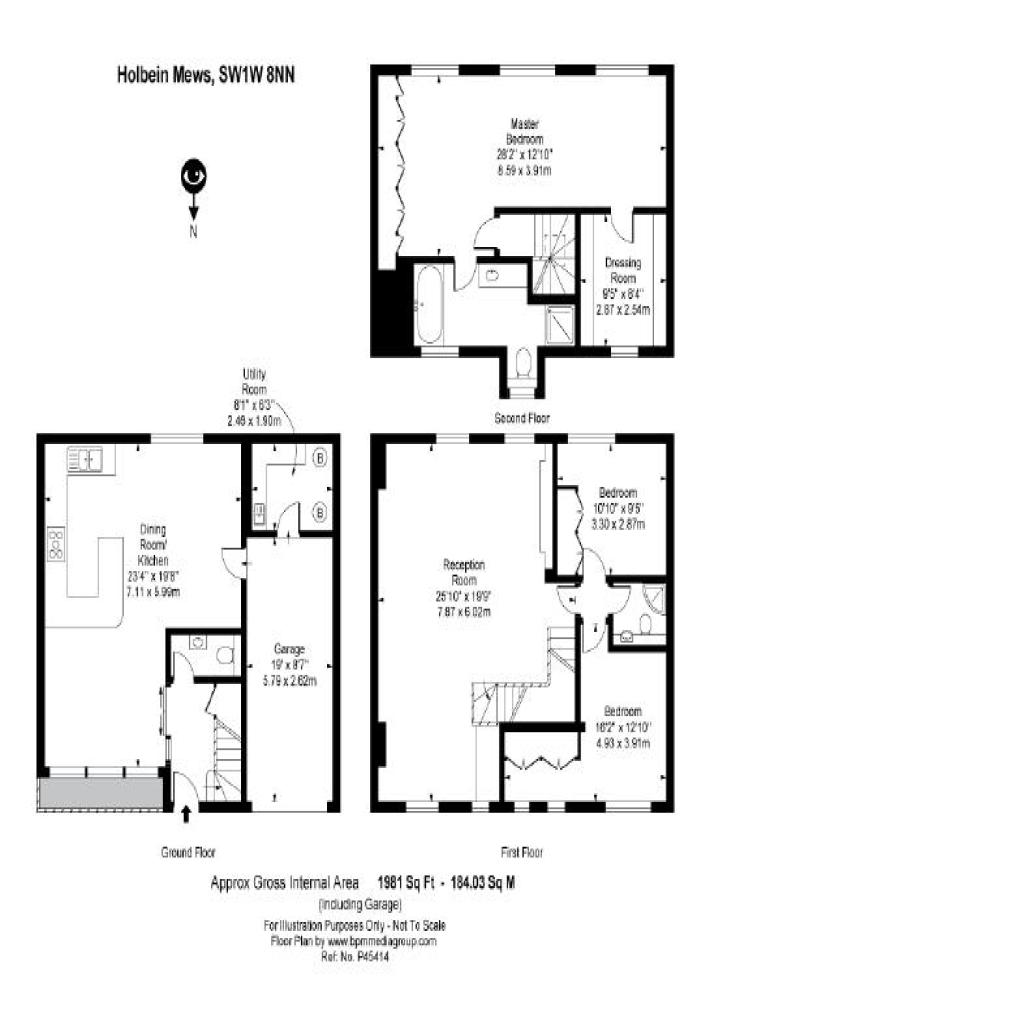 Holbein Mews, SW1W 8NN
N
Master
Bedroom
28'2" x 12'10"
8.59 x 3.91m
Dressing
Room
9'5" x 8'4"
2.87 x 2.54m
Second Floor
Utility
Room
8'1" x 6'3"
2.46 x 1.90m
B
B
Dining
Room/
Kitchen
23'4" x 19'8"
7.11 x 5.99m
Garage
19' x 8'7"
5.79 x 2.62m
Ground Floor
Reception
Room
25'10" x 19'9"
7.87 x 6.02m
Bedroom
10'10" x 9'5"
3.30 x 2.87m
Bedroom
16'2" x 12'10"
4.93 x 3.91m
First Floor
Approx Gross Internal Area 1981 Sq Ft - 184.03 Sq M
(Including Garage)
For Illustration Purposes Only - Not To Scale
Floor Plan by www.bpmmediagroup.com
Ref: No. P45414